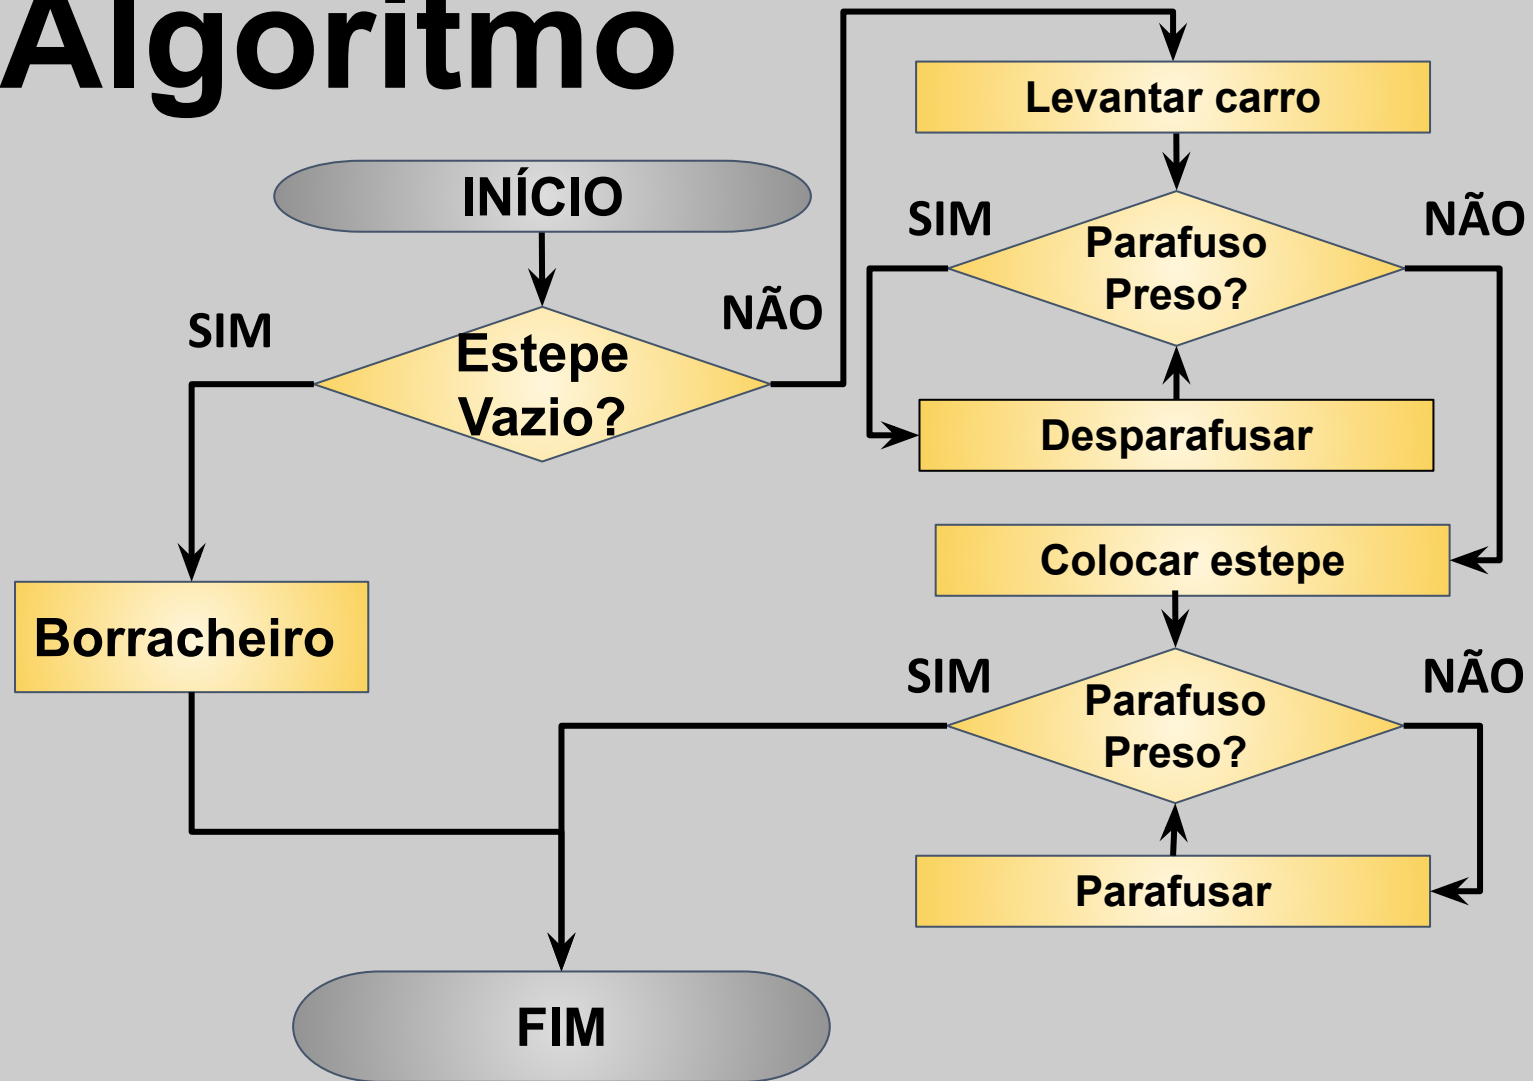 Algoritmo
INÍCIO
SIM
NÃO
Estepe
Vazio?
Borracheiro
Levantar carro
SIM
NÃO
Parafuso
Preso?
Desparafusar
Colocar estepe
SIM
NÃO
Parafuso
Preso?
Parafusar
FIM